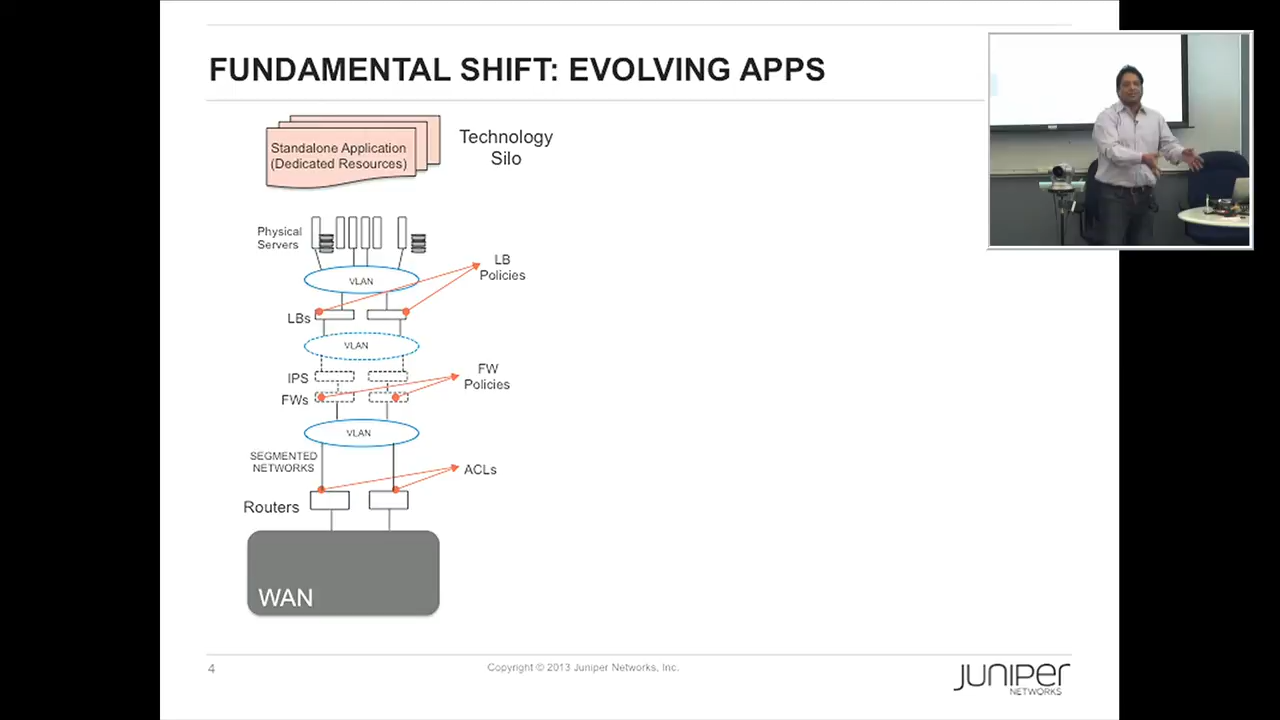 FUNDAMENTAL SHIFT: EVOLVING APPS
Standalone Application
(Dedicated Resources)
Technology
Silo
Physical
Servers
VLAN
LB
Policies
LBs
VLAN
IPS
FWs
FW
Policies
VLAN
SEGMENTED
NETWORKS
ACLs
Routers
WAN
4
Copyright © 2013 Juniper Networks, Inc.
JUNIPER
NETWORKS